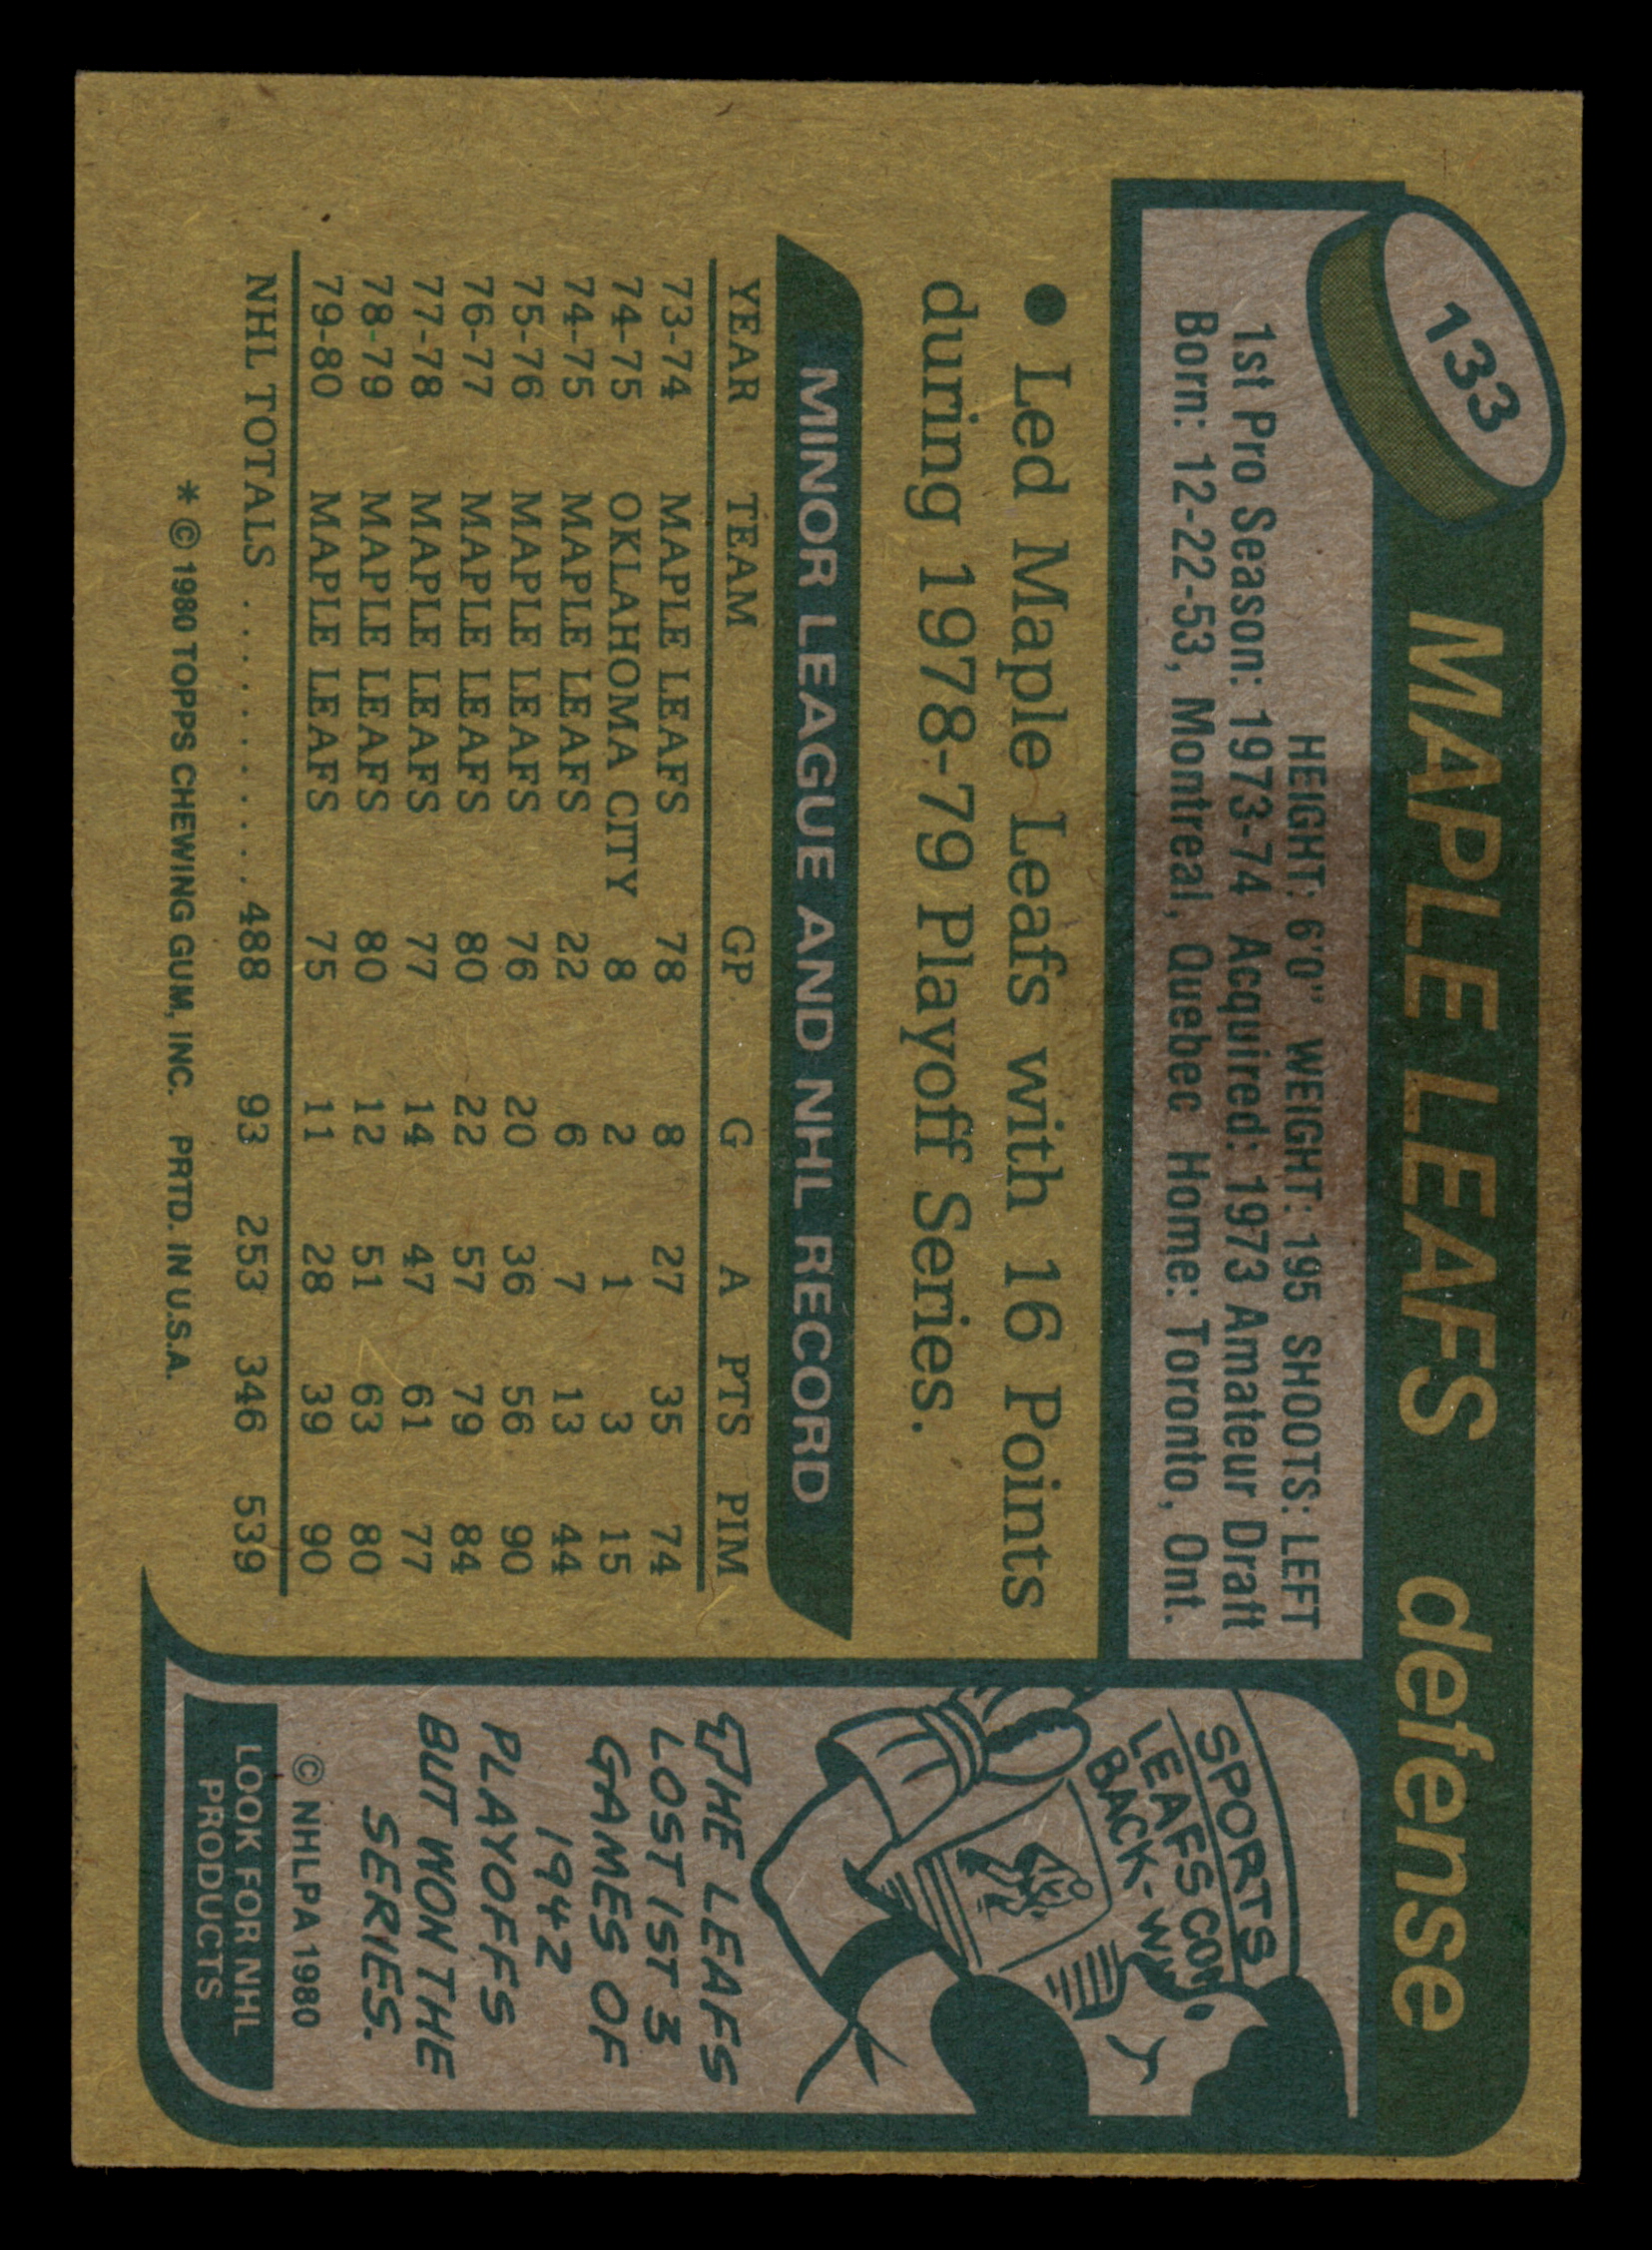 133
MAPLE LEAFS defense
HEIGHT: 6'0" WEIGHT: 195 SHOOTS: LEFT
1st Pro Season: 1973-74 Acquired: 1973 Amateur Draft
Born: 12-22-53, Montreal, Quebec Home: Toronto, Ont.
● Led Maple Leafs with 16 Points
during 1978-79 Playoff Series.
MINOR LEAGUE AND NHL RECORD
YEAR TEAM GP. G A PTS PIM
73-74 MAPLE LEAFS 78 8 27 35 74
74-75 OKLAHOMA CITY 8 2 1 3 15
74-75 MAPLE LEAFS 22 6 7 13 44
75-76 MAPLE LEAFS 76 20 36 56 90
76-77 MAPLE LEAFS 80 22 57 79 84
77-78 MAPLE LEAFS 77 14 47 61 77
78-79 MAPLE LEAFS 80 12 51 63 80
79-80 MAPLE LEAFS 75 11 28 39 90
NHL TOTALS . . . . . . . . . . . 488 93 253 346 539
* © 1980 TOPPS CHEWING GUM, INC. PRTD. IN U.S.A.
SPORTS
LEAFS COM
BACK-W
THE LEAFS
LOST 1ST 3
GAMES OF
1942
PLAYOFFS
BUT WON THE
SERIES.
© NHLPA 1980
LOOK FOR NHL
PRODUCTS